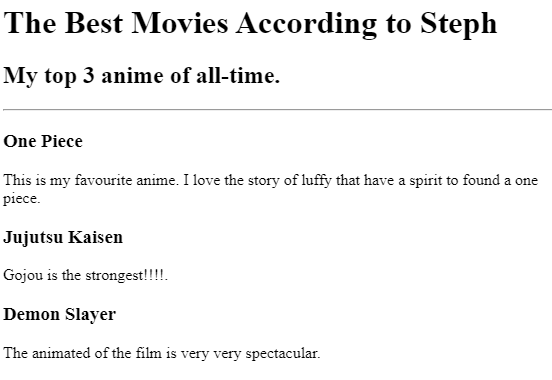 The Best Movies According to Steph
My top 3 anime of all-time.
One Piece
This is my favourite anime. I love the story of luffy that have a spirit to found a one
piece.
Jujutsu Kaisen
Gojou is the strongest!!!!.
Demon Slayer
The animated of the film is very very spectacular.